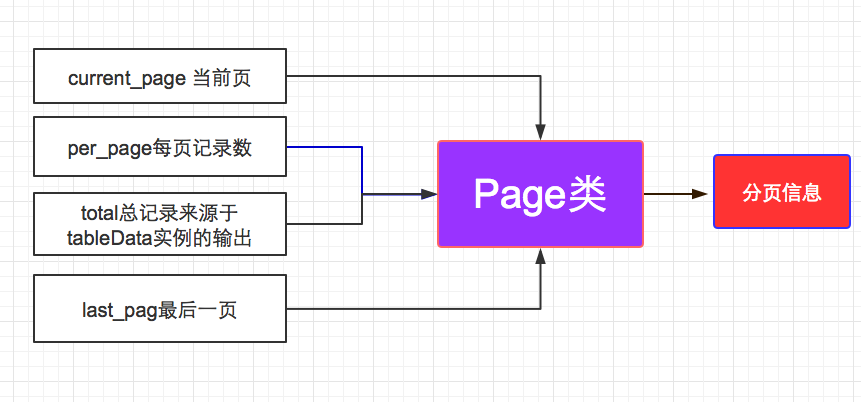 current_page 当前页
per_page每页记录数
total总记录来源于
tableData实例的输出
last_pag最后一页
Page类
分页信息